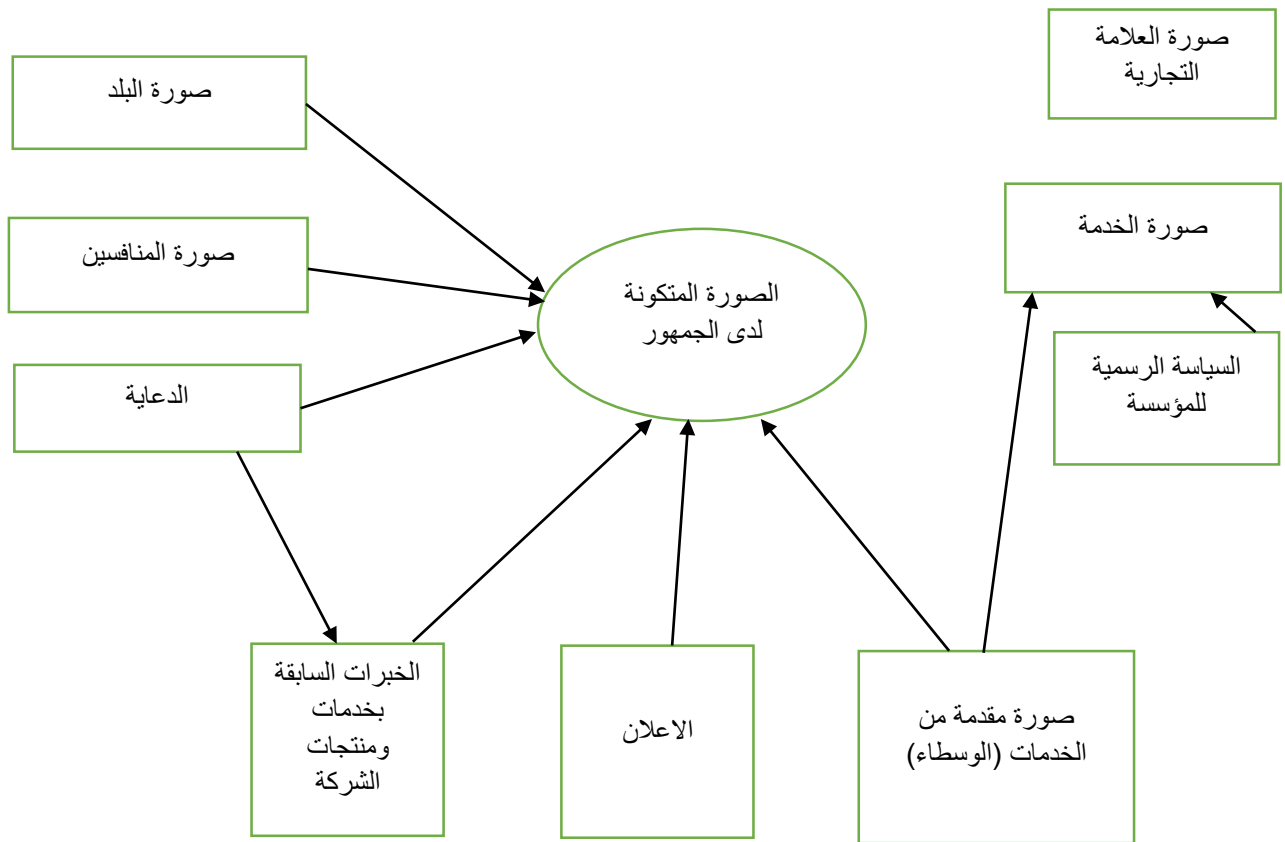 صورة العلامة
التجارية
صورة البلد
صورة الخدمة
صورة المنافسين
الصورة المتكونة
لدى الجمهور
السياسة الرسمية
للمؤسسة
الدعاية
الخبرات السابقة
بخدمات
ومنتجات
الشركة
الاعلان
صورة مقدمة من
الخدمات (الوسطاء)